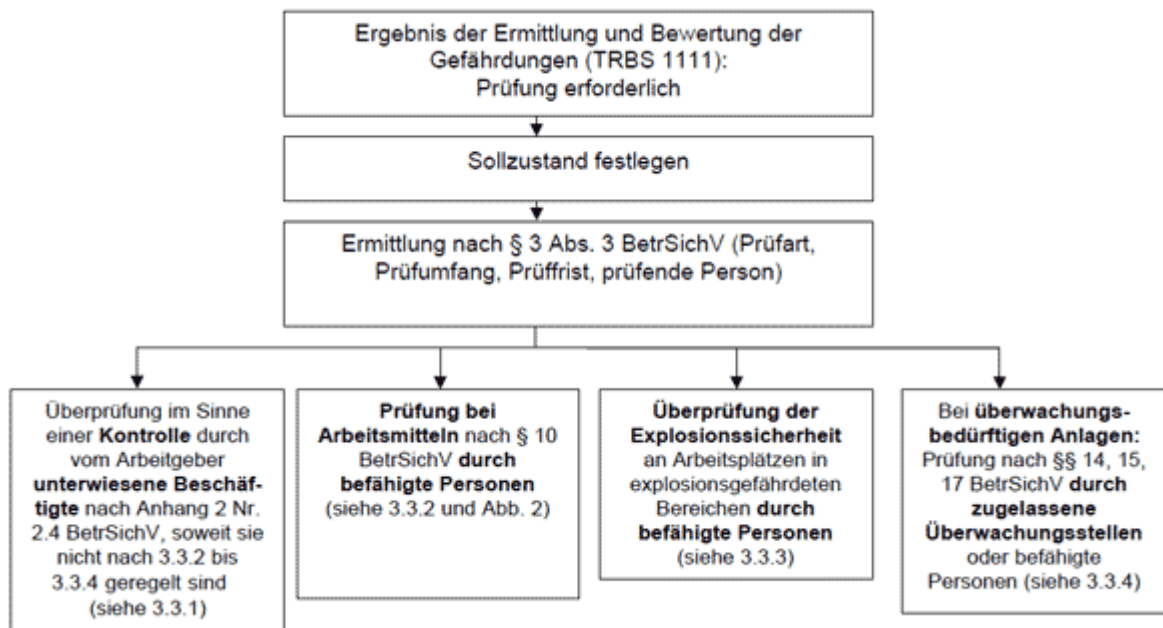 Ergebnis der Ermittlung und Bewertung der
Gefährdungen (TRBS 1111):
Prüfung erforderlich
Sollzustand festlegen
Ermittlung nach § 3 Abs. 3 BetrSichV (Prüfart,
Prüfumfang, Prüffrist, prüfende Person)
Überprüfung im Sinne
einer Kontrolle durch
vom Arbeitgeber
unterwiesene Beschäf-
tigte nach Anhang 2 Nr.
2.4 BetrSichV, soweit sie
nicht nach 3.3.2 bis
3.3.4 geregelt sind
(siehe 3.3.1)
Prüfung bei
Arbeitsmitteln nach § 10
BetrSichV durch
befähigte Personen
(siehe 3.3.2 und Abb. 2)
Überprüfung der
Explosionssicherheit
an Arbeitsplätzen in
explosionsgefährdeten
Bereichen durch
befähigte Personen
(siehe 3.3.3)
Bei überwachungs-
bedürftigen Anlagen:
Prüfung nach §§ 14, 15,
17 BetrSichV durch
zugelassene
Überwachungsstellen
oder befähigte
Personen (siehe 3.3.4)